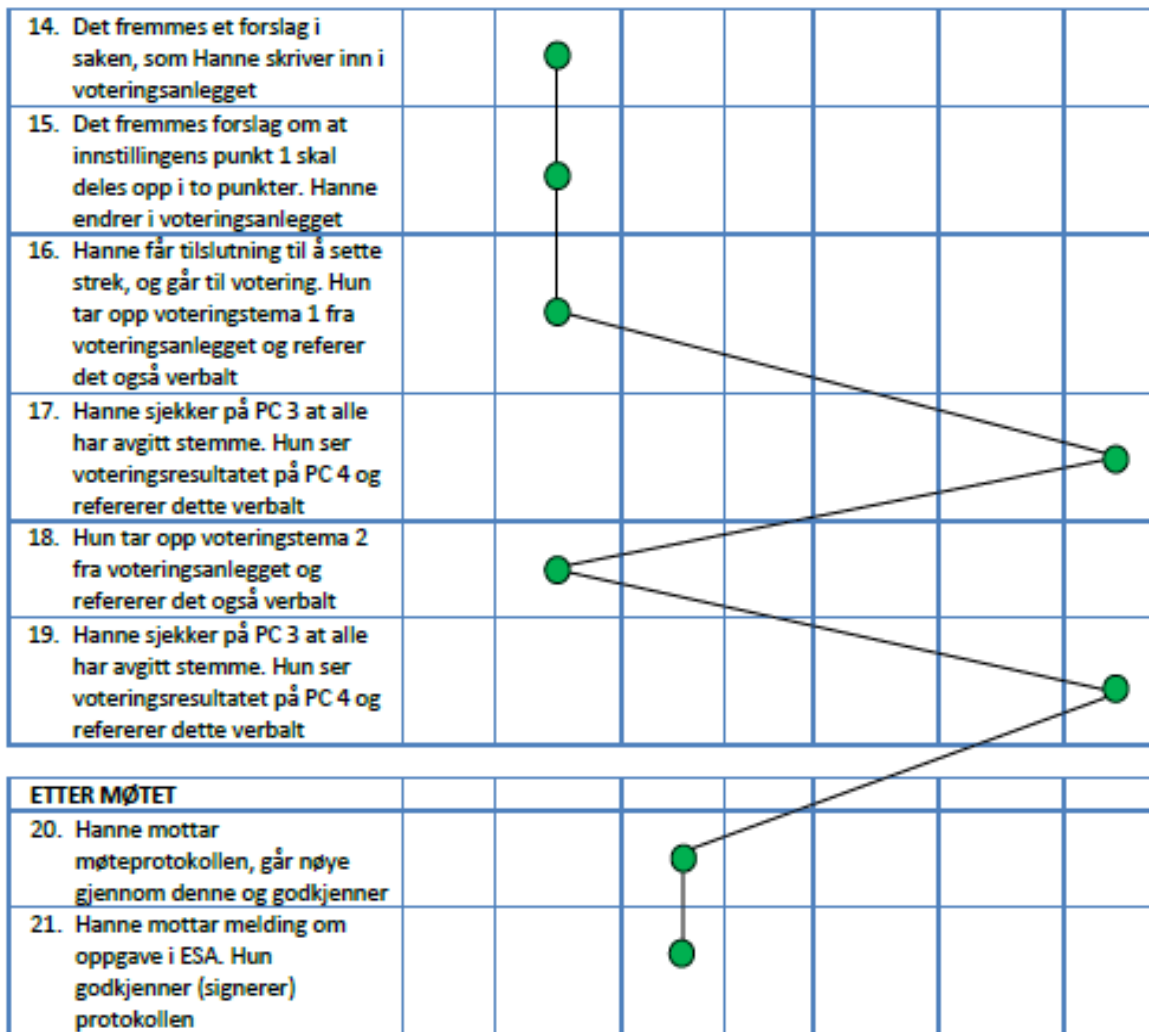 14. Det fremmes et forslag i
saken, som Hanne skriver inn i
voteringsanlegget
15. Det fremmes forslag om at
innstillingens punkt 1 skal
deles opp i to punkter. Hanne
endrer i voteringsanlegget
16. Hanne får tilslutning til å sette
strek, og går til votering. Hun
tar opp voteringstema 1 fra
voteringsanlegget og referer
det også verbalt
17. Hanne sjekker på PC 3 at alle
har avgitt stemme. Hun ser
voteringsresultatet på PC 4 og
refererer dette verbalt
18. Hun tar opp voteringstema 2
fra voteringsanlegget og
refererer det også verbalt
19. Hanne sjekker på PC 3 at alle
har avgitt stemme. Hun ser
voteringsresultatet på PC 4 og
refererer dette verbalt
ETTER MØTET
20. Hanne mottar
møteprotokollen, går nøye
gjennom denne og godkjenner
21. Hanne mottar melding om
oppgave i ESA. Hun
godkjenner (signerer)
protokollen